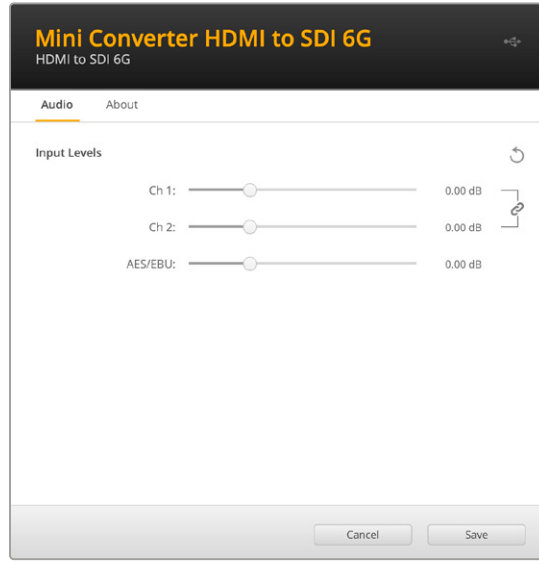 Mini Converter HDMI to SDI 6G
HDMI to SDI 6G
Audio About
Input Levels
Ch 1: 0.00 dB
Ch 2: 0.00 dB
AES/EBU: 0.00 dB
Cancel Save